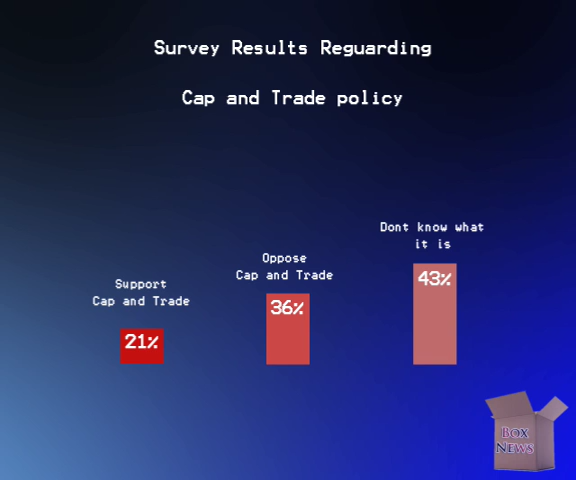 Survey Results Reguarding
Cap and Trade policy
Dont know what
it is
Oppose
Cap and Trade
Support
Cap and Trade
21%
36%
43%
Box
News